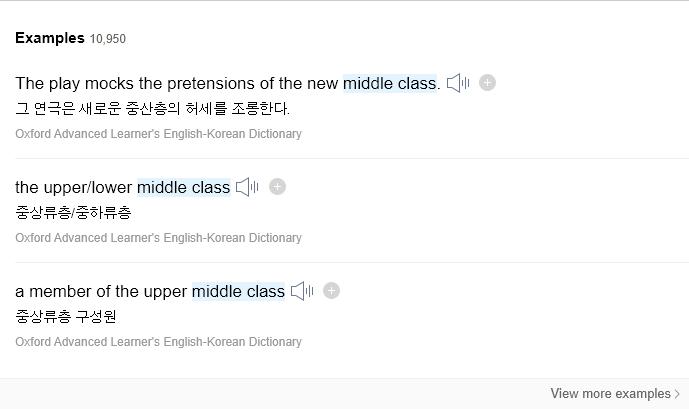 Examples 10,950
The play mocks the pretensions of the new middle class.
그 연극은 새로운 중산층의 허세를 조롱한다.
Oxford Advanced Learner's English-Korean Dictionary
the upper/lower middle class
중상류층/중하류층
Oxford Advanced Learner's English-Korean Dictionary
a member of the upper middle class
중상류층 구성원
Oxford Advanced Learner's English-Korean Dictionary
View more examples